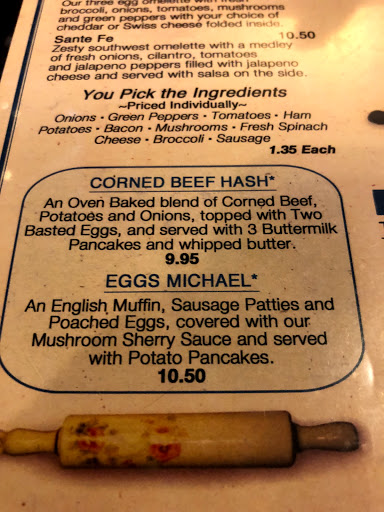 Our three egg omelette with fresh
broccoli, onions, tomatoes, mushrooms
and green peppers with your choice of
cheddar or Swiss cheese folded inside.
Sante Fe 10.50
Zesty southwest omelette with a medley
of fresh onions, cilantro, tomatoes
and jalapeno peppers filled with jalapeno
cheese and served with salsa on the side.
You Pick the Ingredients
~Priced Individually~
Onions • Green Peppers • Tomatoes • Ham
Potatoes • Bacon • Mushrooms • Fresh Spinach
Cheese • Broccoli • Sausage
1.35 Each
CORNED BEEF HASH*
An Oven Baked blend of Corned Beef,
Potatoes and Onions, topped with Two
Basted Eggs, and served with 3 Buttermilk
Pancakes and whipped butter.
9.95
EGGS MICHAEL*
An English Muffin, Sausage Patties and
Poached Eggs, covered with our
Mushroom Sherry Sauce and served
with Potato Pancakes.
10.50